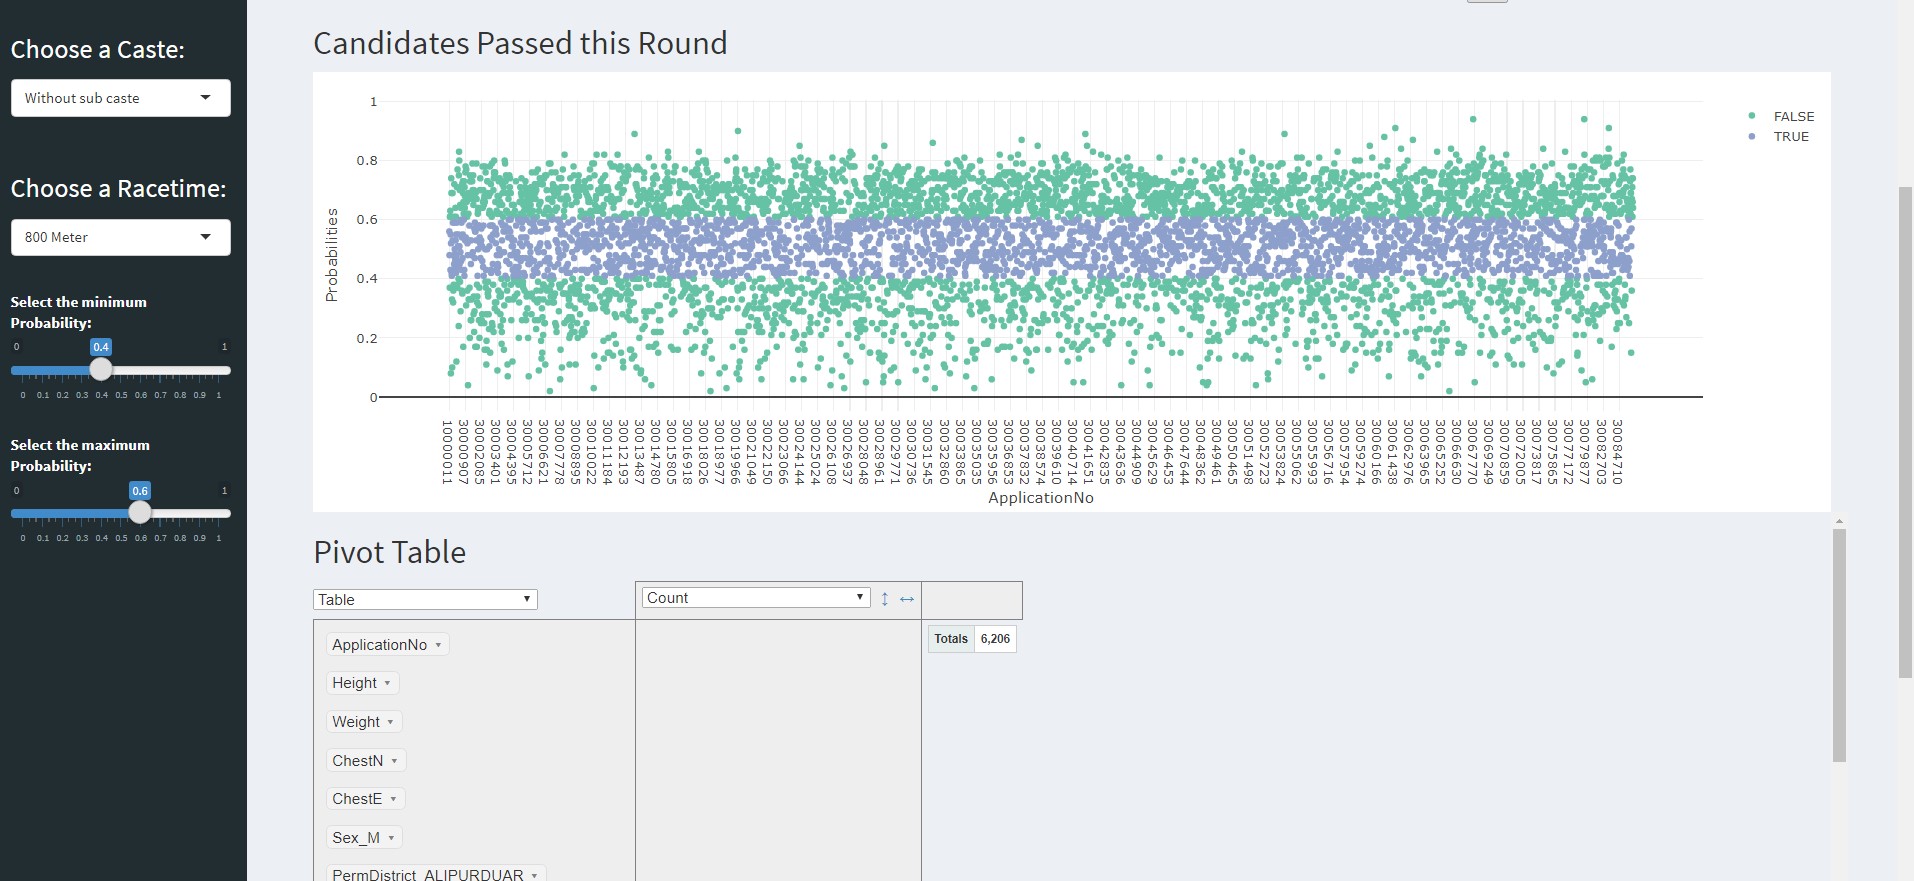 Choose a Caste:
Without sub caste
Choose a Racetime:
800 Meter
Select the minimum
Probability:
0 0.4 1
0 0.1 0.2 0.3 0.4 0.5 0.6 0.7 0.8 0.9 1
Select the maximum
Probability:
0 0.6 1
0 0.1 0.2 0.3 0.4 0.5 0.6 0.7 0.8 0.9 1
Candidates Passed this Round
Probabilities
1
0.8
0.6
0.4
0.2
0
FALSE
TRUE
10000011
30000907
30002085
30003401
30004395
30005712
30006621
30007778
30008895
30010022
30011184
30012193
30013487
30014780
30015805
30016918
30018026
30018977
30019966
30021049
30022150
30023066
30024144
30025024
30026108
30026937
30028048
30028961
30029771
30030736
30031545
30032860
30033865
30035035
30035956
30036853
30037832
30038574
30039610
30040714
30041651
30042835
30043636
30044909
30045629
30046453
30047644
30048362
30049461
30050465
30051498
30052723
30053824
30055062
30055993
30056716
30057954
30059274
30060166
30061438
30062976
30063965
30065252
30066630
30067770
30069249
30070859
30072005
30073817
30075865
30077172
30079877
30082703
30084710
ApplicationNo
Pivot Table
Table
Count
Totals 6,206
ApplicationNo
Height
Weight
ChestN
ChestE
Sex_M
PermDistrict_ALIPURDUAR